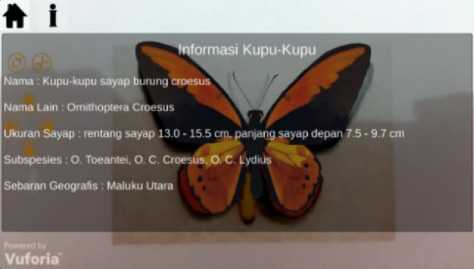 Informasi Kupu-Kupu
Nama : Kupu-kupu sayap burung croesus
Nama Lain : Ornithoptera Croesus
Ukuran Sayap : rentang sayap 13.0 - 15.5 cm, panjang sayap depan 7.5 - 9.7 cm
Subspesies : O. Toeantei, O. C. Croesus, O. C. Lydius
Sebaran Geografis : Maluku Utara
Powered by
Vuforia™